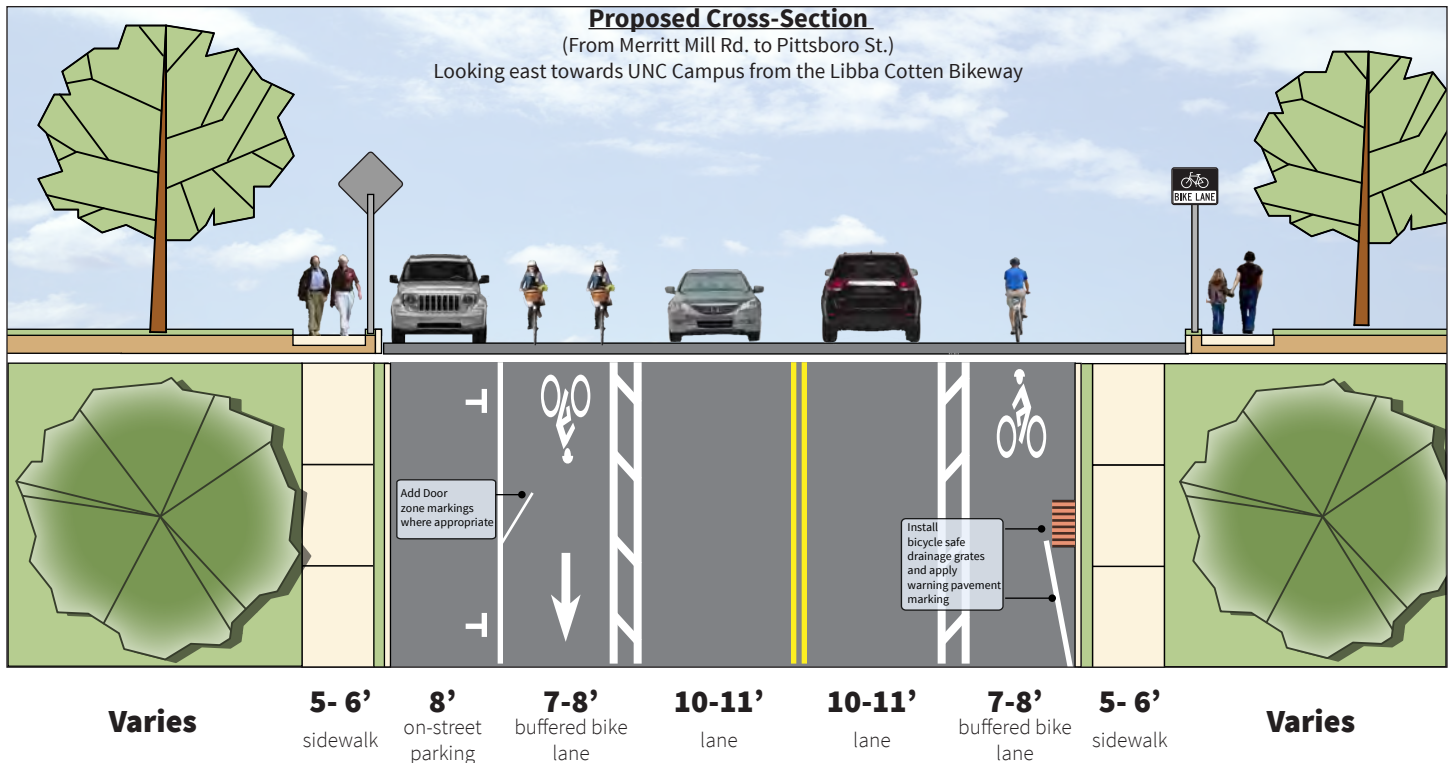 Proposed Cross-Section
(From Merritt Mill Rd. to Pittsboro St.)
Looking east towards UNC Campus from the Libba Cotten Bikeway
BIKE LANE
Add Door
zone markings
where appropriate
Install
bicycle safe
drainage grates
and apply
warning pavement
marking
Varies
5- 6’
sidewalk
8’
on-street
parking
7-8’
buffered bike
lane
10-11’
lane
10-11’
lane
7-8’
buffered bike
lane
5- 6’
sidewalk
Varies